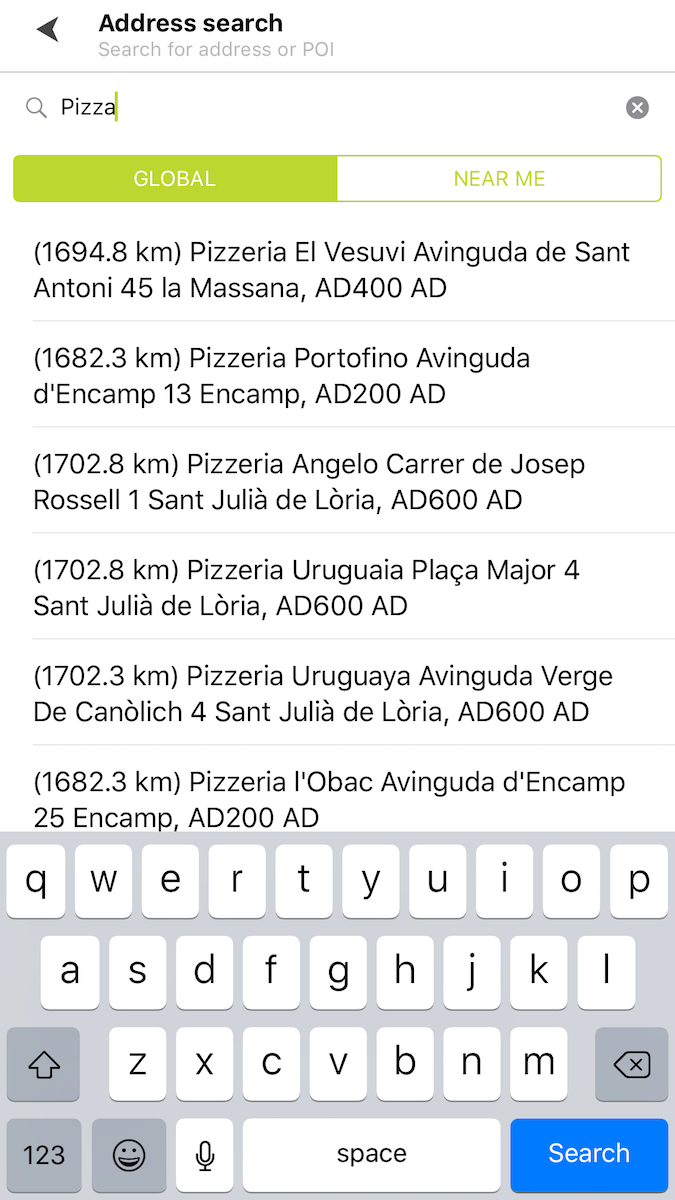 Address search
Search for address or POI
Pizza
GLOBAL NEAR ME
(1694.8 km) Pizzeria El Vesuvi Avinguda de Sant
Antoni 45 la Massana, AD400 AD
(1682.3 km) Pizzeria Portofino Avinguda
d'Encamp 13 Encamp, AD200 AD
(1702.8 km) Pizzeria Angelo Carrer de Josep
Rossell 1 Sant Julià de Lòria, AD600 AD
(1702.8 km) Pizzeria Uruguaia Plaça Major 4
Sant Julià de Lòria, AD600 AD
(1702.3 km) Pizzeria Uruguaya Avinguda Verge
De Canòlich 4 Sant Julià de Lòria, AD600 AD
(1682.3 km) Pizzeria l'Obac Avinguda d'Encamp
25 Encamp, AD200 AD
q w e r t y u i o p
a s d f g h j k l
z x c v b n m
123 space Search